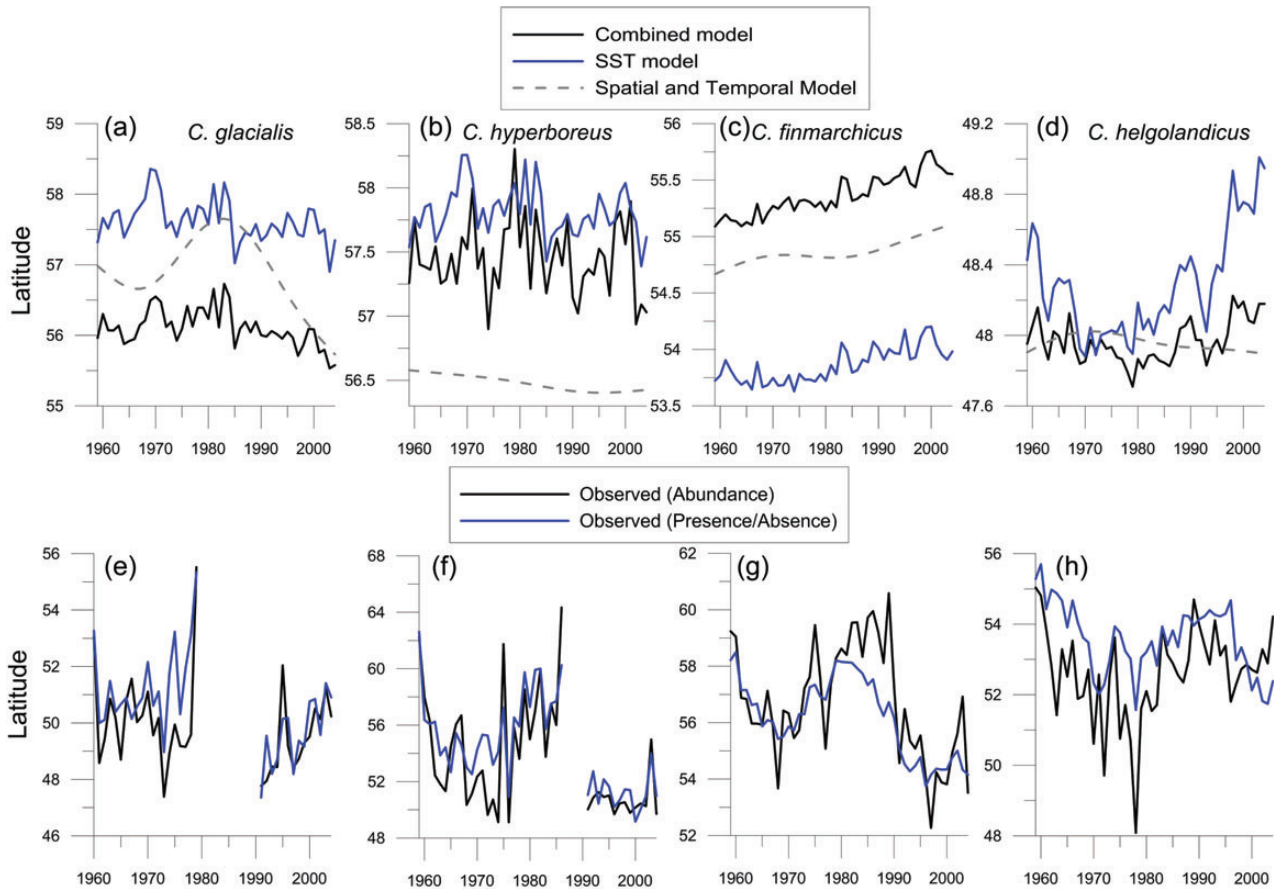 Combined model
SST model
Spatial and Temporal Model
(a) C. glacialis
(b) C. hyperboreus
(c) C. finmarchicus
(d) C. helgolandicus
Latitude
59
58
57
56
55
58.5
58
57.5
57
56.5
56
55.5
55
54.5
54
53.5
49.2
48.8
48.4
48
47.6
1960 1970 1980 1990 2000
1960 1970 1980 1990 2000
1960 1970 1980 1990 2000
1960 1970 1980 1990 2000
Observed (Abundance)
Observed (Presence/Absence)
(e)
(f)
(g)
(h)
Latitude
56
54
52
50
48
46
68
64
60
56
52
48
62
60
58
56
54
52
56
54
52
50
48
1960 1970 1980 1990 2000
1960 1970 1980 1990 2000
1960 1970 1980 1990 2000
1960 1970 1980 1990 2000